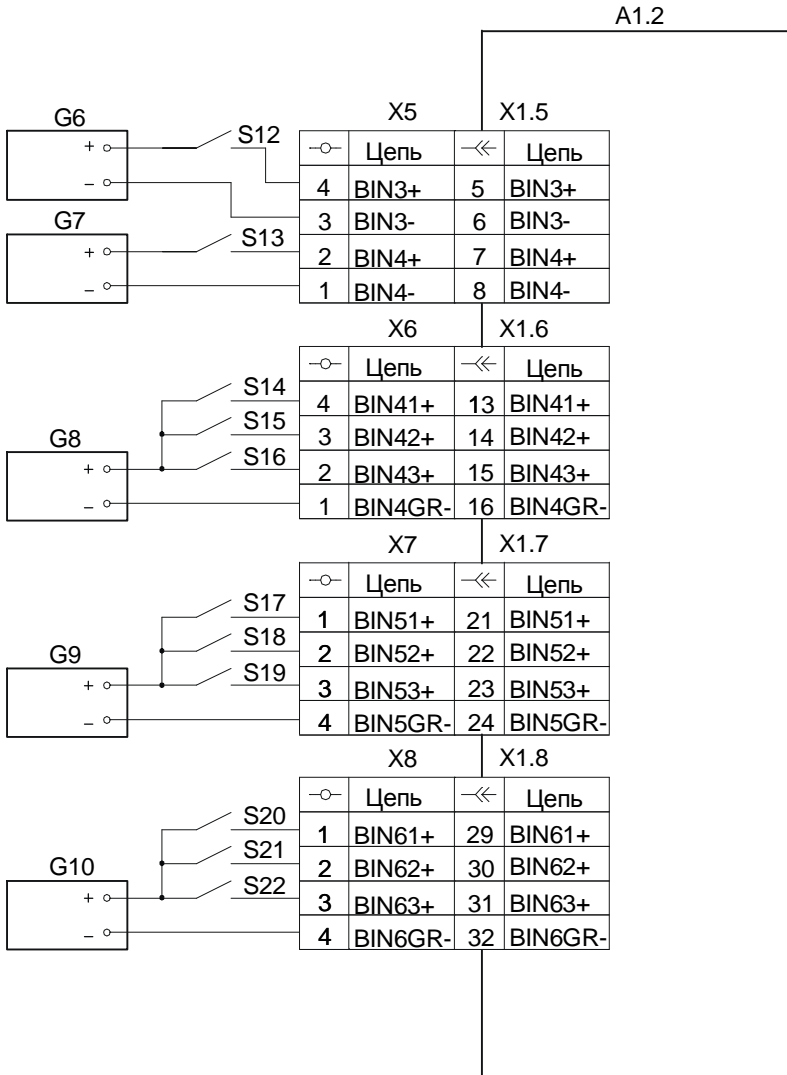 A1.2
X5 X1.5
G6
+
−
S12
Цепь Цепь
4 BIN3+ 5 BIN3+
3 BIN3- 6 BIN3-
G7
+
−
S13
2 BIN4+ 7 BIN4+
1 BIN4- 8 BIN4-
X6 X1.6
Цепь Цепь
S14
4 BIN41+ 13 BIN41+
S15
3 BIN42+ 14 BIN42+
G8
+
−
S16
2 BIN43+ 15 BIN43+
1 BIN4GR- 16 BIN4GR-
X7 X1.7
Цепь Цепь
S17
1 BIN51+ 21 BIN51+
S18
2 BIN52+ 22 BIN52+
G9
+
−
S19
3 BIN53+ 23 BIN53+
4 BIN5GR- 24 BIN5GR-
X8 X1.8
Цепь Цепь
S20
1 BIN61+ 29 BIN61+
S21
2 BIN62+ 30 BIN62+
G10
+
−
S22
3 BIN63+ 31 BIN63+
4 BIN6GR- 32 BIN6GR-